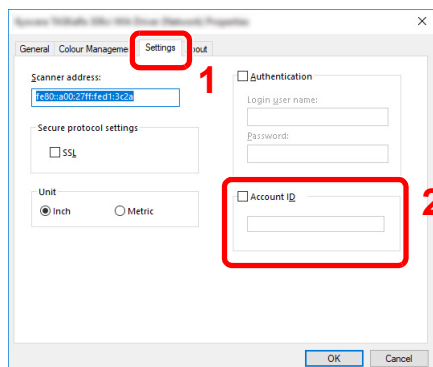 General Colour Manageme Settings out
1
Scanner address:
fe80::a00:27ff:fed1:3c2a
Secure protocol settings
SSL
Unit
Inch Metric
Authentication
Login user name:
Password:
Account ID
2
OK Cancel